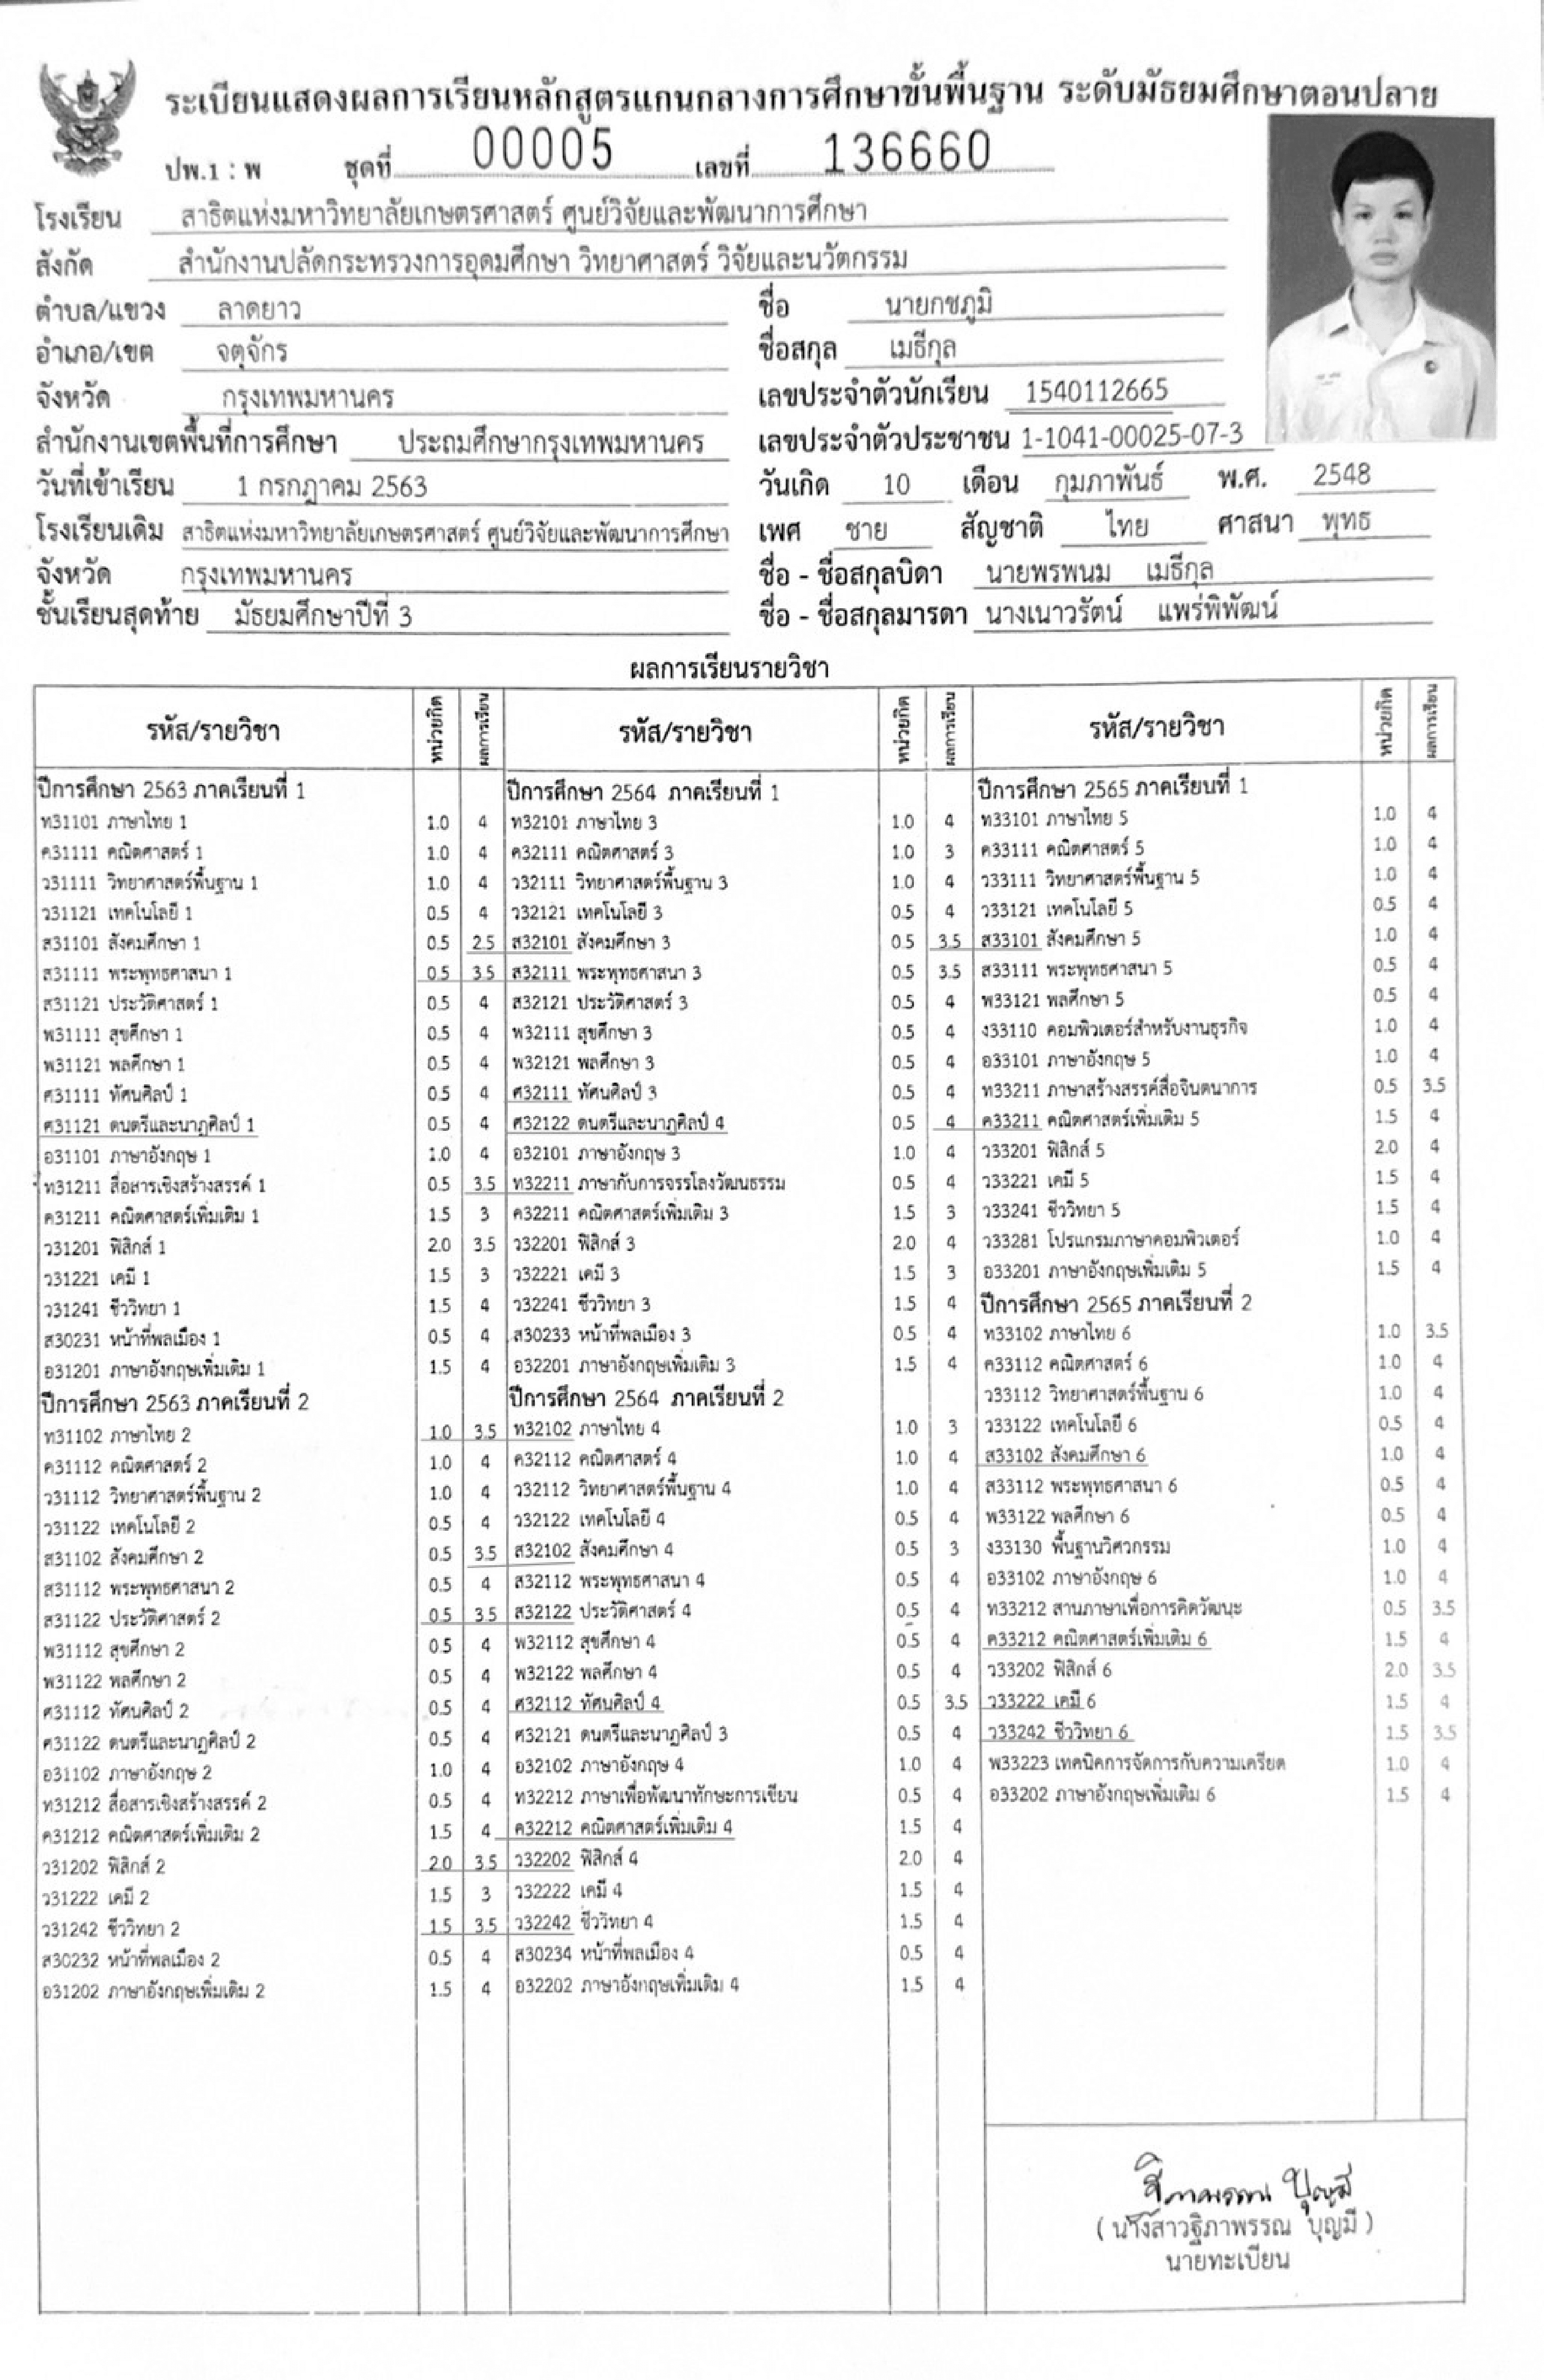 ระเบียนแสดงผลการเรียนหลักสูตรแกนกลางการศึกษาขั้นพื้นฐาน ระดับมัธยมศึกษาตอนปลาย
ปพ.1 : พ ชุดที่ 00005 เลขที่ 136660
โรงเรียน สาธิตแห่งมหาวิทยาลัยเกษตรศาสตร์ ศูนย์วิจัยและพัฒนาการศึกษา
สังกัด สำนักงานปลัดกระทรวงการอุดมศึกษา วิทยาศาสตร์ วิจัยและนวัตกรรม
ตำบล/แขวง ลาดยาว
อำเภอ/เขต จตุจักร
จังหวัด กรุงเทพมหานคร
สำนักงานเขตพื้นที่การศึกษา ประถมศึกษากรุงเทพมหานคร
วันที่เข้าเรียน 1 กรกฎาคม 2563
โรงเรียนเดิม สาธิตแห่งมหาวิทยาลัยเกษตรศาสตร์ ศูนย์วิจัยและพัฒนาการศึกษา
จังหวัด กรุงเทพมหานคร
ชั้นเรียนสุดท้าย มัธยมศึกษาปีที่ 3
ชื่อ นายกชภูมิ
ชื่อสกุล เมธีกุล
เลขประจำตัวนักเรียน 1540112665
เลขประจำตัวประชาชน 1-1041-00025-07-3
วันเกิด 10 เดือน กุมภาพันธ์ พ.ศ. 2548
เพศ ชาย สัญชาติ ไทย ศาสนา พุทธ
ชื่อ - ชื่อสกุลบิดา นายพรพนม เมธีกุล
ชื่อ - ชื่อสกุลมารดา นางเนาวรัตน์ แพร่พิพัฒน์
ผลการเรียนรายวิชา
รหัส/รายวิชา หน่วยกิต ผลการเรียน
ปีการศึกษา 2563 ภาคเรียนที่ 1
ท31101 ภาษาไทย 1 1.0 4
ค31111 คณิตศาสตร์ 1 1.0 4
ว31111 วิทยาศาสตร์พื้นฐาน 1 1.0 4
ว31121 เทคโนโลยี 1 0.5 4
ส31101 สังคมศึกษา 1 0.5 2.5
ส31111 พระพุทธศาสนา 1 0.5 3.5
ส31121 ประวัติศาสตร์ 1 0.5 4
พ31111 สุขศึกษา 1 0.5 4
พ31121 พลศึกษา 1 0.5 4
ศ31111 ทัศนศิลป์ 1 0.5 4
ศ31121 ดนตรีและนาฏศิลป์ 1 0.5 4
อ31101 ภาษาอังกฤษ 1 1.0 4
ท31211 สื่อสารเชิงสร้างสรรค์ 1 0.5 3.5
ค31211 คณิตศาสตร์เพิ่มเติม 1 1.5 3
ว31201 ฟิสิกส์ 1 2.0 3.5
ว31221 เคมี 1 1.5 3
ว31241 ชีววิทยา 1 1.5 4
ส30231 หน้าที่พลเมือง 1 0.5 4
อ31201 ภาษาอังกฤษเพิ่มเติม 1 1.5 4
ปีการศึกษา 2563 ภาคเรียนที่ 2
ท31102 ภาษาไทย 2 1.0 3.5
ค31112 คณิตศาสตร์ 2 1.0 4
ว31112 วิทยาศาสตร์พื้นฐาน 2 1.0 4
ว31122 เทคโนโลยี 2 0.5 4
ส31102 สังคมศึกษา 2 0.5 3.5
ส31112 พระพุทธศาสนา 2 0.5 4
ส31122 ประวัติศาสตร์ 2 0.5 3.5
พ31112 สุขศึกษา 2 0.5 4
พ31122 พลศึกษา 2 0.5 4
ศ31112 ทัศนศิลป์ 2 0.5 4
ศ31122 ดนตรีและนาฏศิลป์ 2 0.5 4
อ31102 ภาษาอังกฤษ 2 1.0 4
ท31212 สื่อสารเชิงสร้างสรรค์ 2 0.5 4
ค31212 คณิตศาสตร์เพิ่มเติม 2 1.5 4
ว31202 ฟิสิกส์ 2 2.0 3.5
ว31222 เคมี 2 1.5 3
ว31242 ชีววิทยา 2 1.5 3.5
ส30232 หน้าที่พลเมือง 2 0.5 4
อ31202 ภาษาอังกฤษเพิ่มเติม 2 1.5 4
รหัส/รายวิชา หน่วยกิต ผลการเรียน
ปีการศึกษา 2564 ภาคเรียนที่ 1
ท32101 ภาษาไทย 3 1.0 4
ค32111 คณิตศาสตร์ 3 1.0 3
ว32111 วิทยาศาสตร์พื้นฐาน 3 1.0 4
ว32121 เทคโนโลยี 3 0.5 4
ส32101 สังคมศึกษา 3 0.5 3.5
ส32111 พระพุทธศาสนา 3 0.5 3.5
ส32121 ประวัติศาสตร์ 3 0.5 4
พ32111 สุขศึกษา 3 0.5 4
พ32121 พลศึกษา 3 0.5 4
ศ32111 ทัศนศิลป์ 3 0.5 4
ศ32122 ดนตรีและนาฏศิลป์ 4 0.5 4
อ32101 ภาษาอังกฤษ 3 1.0 4
ท32211 ภาษากับการจรรโลงวัฒนธรรม 0.5 4
ค32211 คณิตศาสตร์เพิ่มเติม 3 1.5 3
ว32201 ฟิสิกส์ 3 2.0 4
ว32221 เคมี 3 1.5 3
ว32241 ชีววิทยา 3 1.5 4
ส30233 หน้าที่พลเมือง 3 0.5 4
อ32201 ภาษาอังกฤษเพิ่มเติม 3 1.5 4
ปีการศึกษา 2564 ภาคเรียนที่ 2
ท32102 ภาษาไทย 4 1.0 3
ค32112 คณิตศาสตร์ 4 1.0 4
ว32112 วิทยาศาสตร์พื้นฐาน 4 1.0 4
ว32122 เทคโนโลยี 4 0.5 4
ส32102 สังคมศึกษา 4 0.5 3
ส32112 พระพุทธศาสนา 4 0.5 4
ส32122 ประวัติศาสตร์ 4 0.5 4
พ32112 สุขศึกษา 4 0.5 4
พ32122 พลศึกษา 4 0.5 4
ศ32112 ทัศนศิลป์ 4 0.5 3.5
ศ32121 ดนตรีและนาฏศิลป์ 3 0.5 4
อ32102 ภาษาอังกฤษ 4 1.0 4
ท32212 ภาษาเพื่อพัฒนาทักษะการเขียน 0.5 4
ค32212 คณิตศาสตร์เพิ่มเติม 4 1.5 4
ว32202 ฟิสิกส์ 4 2.0 4
ว32222 เคมี 4 1.5 4
ว32242 ชีววิทยา 4 1.5 4
ส30234 หน้าที่พลเมือง 4 0.5 4
อ32202 ภาษาอังกฤษเพิ่มเติม 4 1.5 4
รหัส/รายวิชา หน่วยกิต ผลการเรียน
ปีการศึกษา 2565 ภาคเรียนที่ 1
ท33101 ภาษาไทย 5 1.0 4
ค33111 คณิตศาสตร์ 5 1.0 4
ว33111 วิทยาศาสตร์พื้นฐาน 5 1.0 4
ว33121 เทคโนโลยี 5 0.5 4
ส33101 สังคมศึกษา 5 1.0 4
ส33111 พระพุทธศาสนา 5 0.5 4
พ33121 พลศึกษา 5 0.5 4
ง33110 คอมพิวเตอร์สำหรับงานธุรกิจ 1.0 4
อ33101 ภาษาอังกฤษ 5 1.0 4
ท33211 ภาษาสร้างสรรค์สื่อจินตนาการ 0.5 3.5
ค33211 คณิตศาสตร์เพิ่มเติม 5 1.5 4
ว33201 ฟิสิกส์ 5 2.0 4
ว33221 เคมี 5 1.5 4
ว33241 ชีววิทยา 5 1.5 4
ว33281 โปรแกรมภาษาคอมพิวเตอร์ 1.0 4
อ33201 ภาษาอังกฤษเพิ่มเติม 5 1.5 4
ปีการศึกษา 2565 ภาคเรียนที่ 2
ท33102 ภาษาไทย 6 1.0 3.5
ค33112 คณิตศาสตร์ 6 1.0 4
ว33112 วิทยาศาสตร์พื้นฐาน 6 1.0 4
ว33122 เทคโนโลยี 6 0.5 4
ส33102 สังคมศึกษา 6 1.0 4
ส33112 พระพุทธศาสนา 6 0.5 4
พ33122 พลศึกษา 6 0.5 4
ง33130 พื้นฐานวิศวกรรม 1.0 4
อ33102 ภาษาอังกฤษ 6 1.0 4
ท33212 สานภาษาเพื่อการคิดวัฒนะ 0.5 3.5
ค33212 คณิตศาสตร์เพิ่มเติม 6 1.5 4
ว33202 ฟิสิกส์ 6 2.0 3.5
ว33222 เคมี 6 1.5 4
ว33242 ชีววิทยา 6 1.5 3.5
พ33223 เทคนิคการจัดการกับความเครียด 1.0 4
อ33202 ภาษาอังกฤษเพิ่มเติม 6 1.5 4
ฐิภาพรรณ บุญมี
( นางสาวฐิภาพรรณ บุญมี )
นายทะเบียน